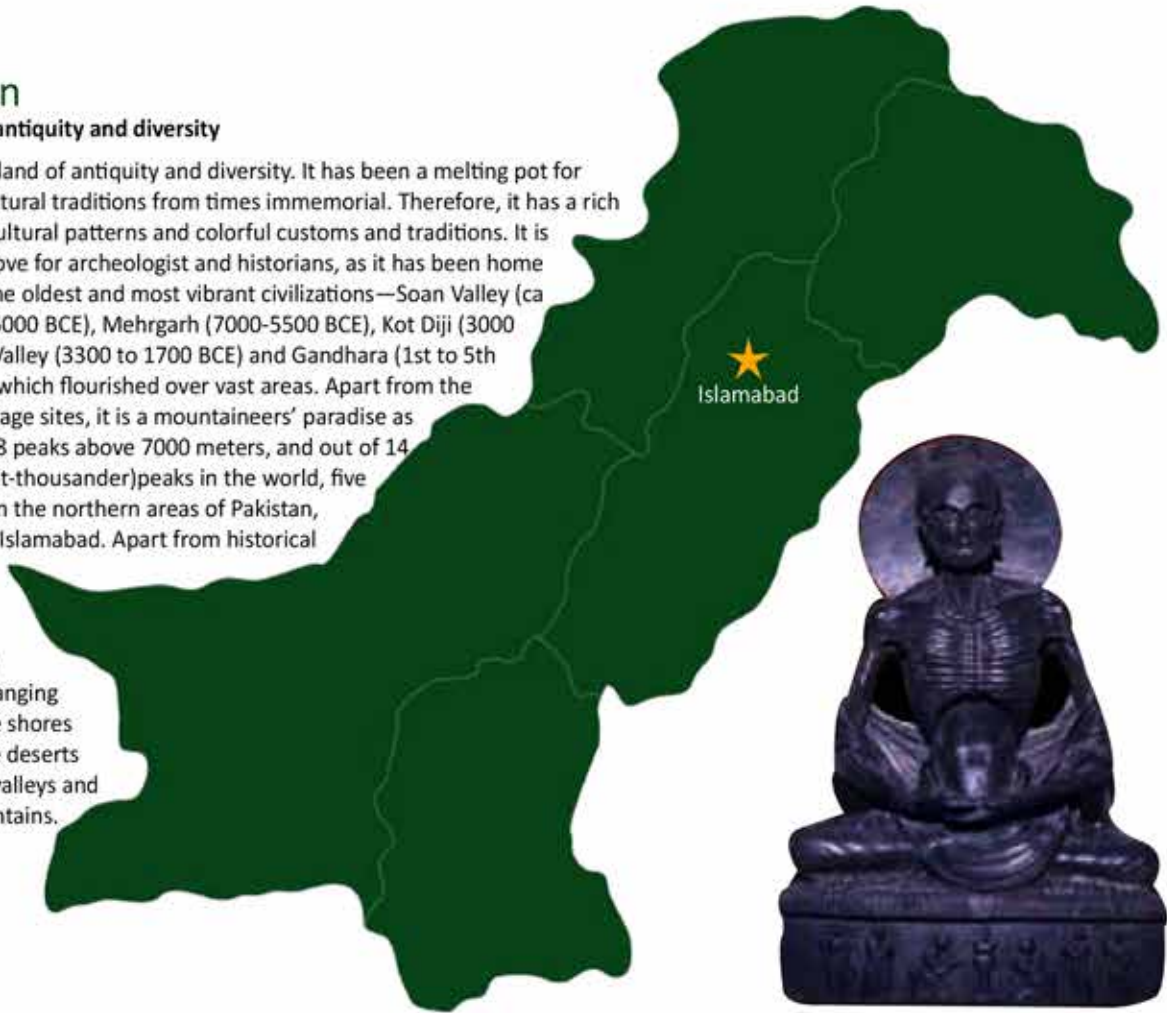 n
antiquity and diversity
land of antiquity and diversity. It has been a melting pot for
tural traditions from times immemorial. Therefore, it has a rich
ultural patterns and colorful customs and traditions. It is
ove for archeologist and historians, as it has been home
he oldest and most vibrant civilizations—Soan Valley (ca
5000 BCE), Mehrgarh (7000-5500 BCE), Kot Diji (3000
Valley (3300 to 1700 BCE) and Gandhara (1st to 5th
which flourished over vast areas. Apart from the
age sites, it is a mountaineers’ paradise as
8 peaks above 7000 meters, and out of 14
t-thousander)peaks in the world, five
n the northern areas of Pakistan,
Islamabad. Apart from historical
anging
e shores
e deserts
valleys and
ntains.
Islamabad